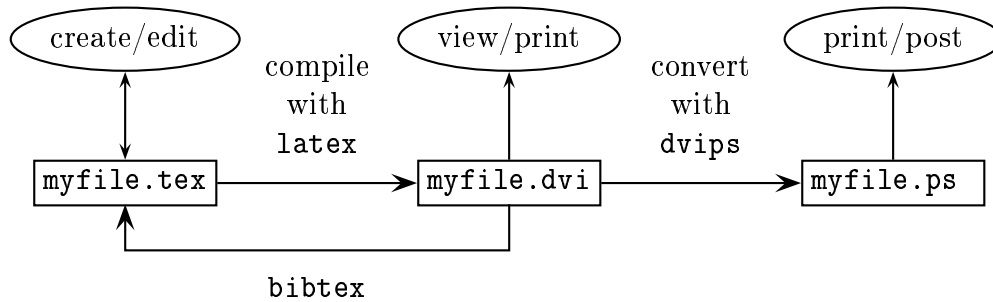 create/edit
view/print
print/post
compile
with
latex
convert
with
dvips
myfile.tex
myfile.dvi
myfile.ps
bibtex